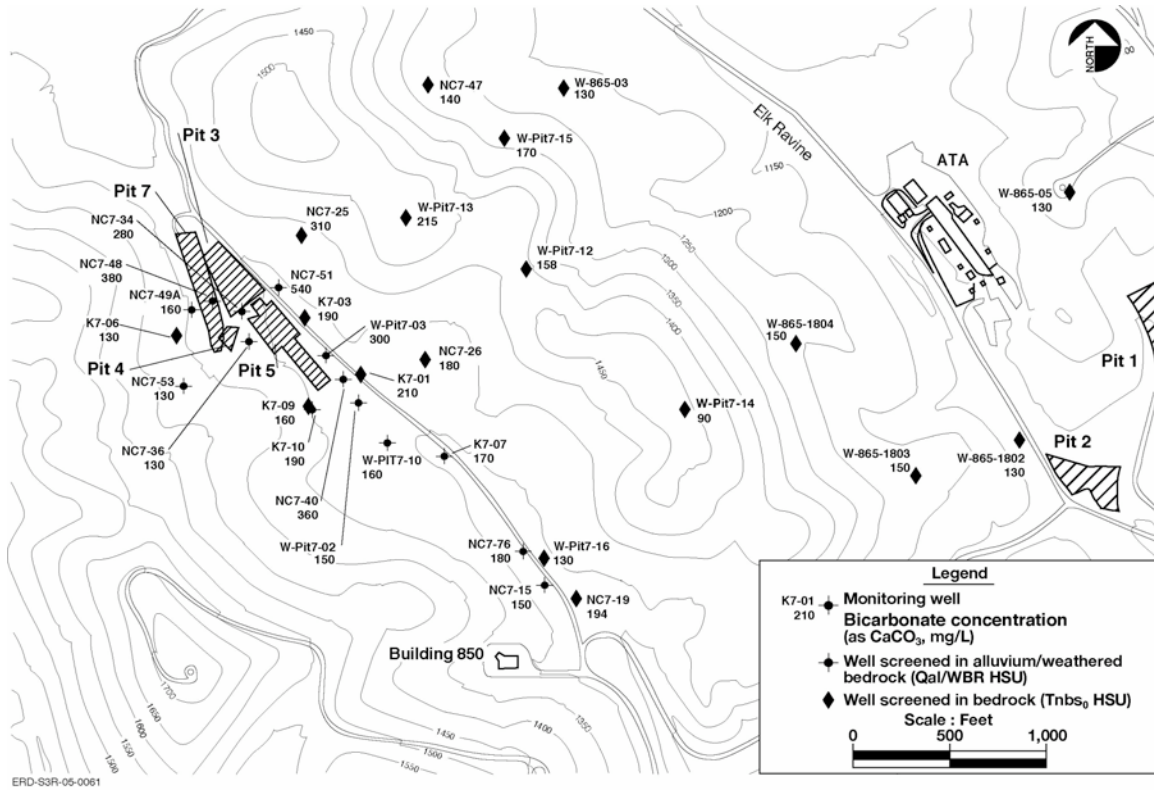 1450
1500
NORTH
00
NC7-47
140
W-865-03
130
Pit 3
W-Pit7-15
170
Elk Ravine
1150
ATA
Pit 7
NC7-34
280
NC7-25
310
W-Pit7-13
215
1200
W-865-05
130
NC7-48
380
NC7-51
540
W-Pit7-12
158
1250
1300
1350
1400
NC7-49A
160
K7-03
190
K7-06
130
W-Pit7-03
300
W-865-1804
150
Pit 1
Pit 4
Pit 5
NC7-26
180
1450
NC7-53
130
K7-01
210
K7-09
160
W-Pit7-14
90
NC7-36
130
K7-10
190
W-PIT7-10
160
K7-07
170
W-865-1803
150
W-865-1802
130
Pit 2
NC7-40
360
W-Pit7-02
150
NC7-76
180
W-Pit7-16
130
NC7-15
150
NC7-19
194
Building 850
1700
1650
1600
1550
1500
1450
1400
1350
1500
1550
Legend
K7-01
210
Monitoring well
Bicarbonate concentration
(as CaCO₃, mg/L)
Well screened in alluvium/weathered
bedrock (Qal/WBR HSU)
Well screened in bedrock (Tnbs₀ HSU)
Scale : Feet
0 500 1,000
ERD-S3R-05-0061